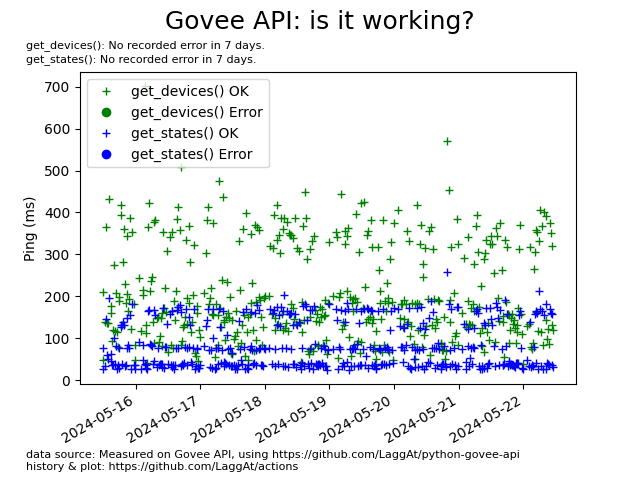 Govee API: is it working?
get_devices(): No recorded error in 7 days.
get_states(): No recorded error in 7 days.
get_devices() OK
get_devices() Error
get_states() OK
get_states() Error
Ping (ms)
700
600
500
400
300
200
100
0
2024-05-16
2024-05-17
2024-05-18
2024-05-19
2024-05-20
2024-05-21
2024-05-22
data source: Measured on Govee API, using https://github.com/LaggAt/python-govee-api
history & plot: https://github.com/LaggAt/actions